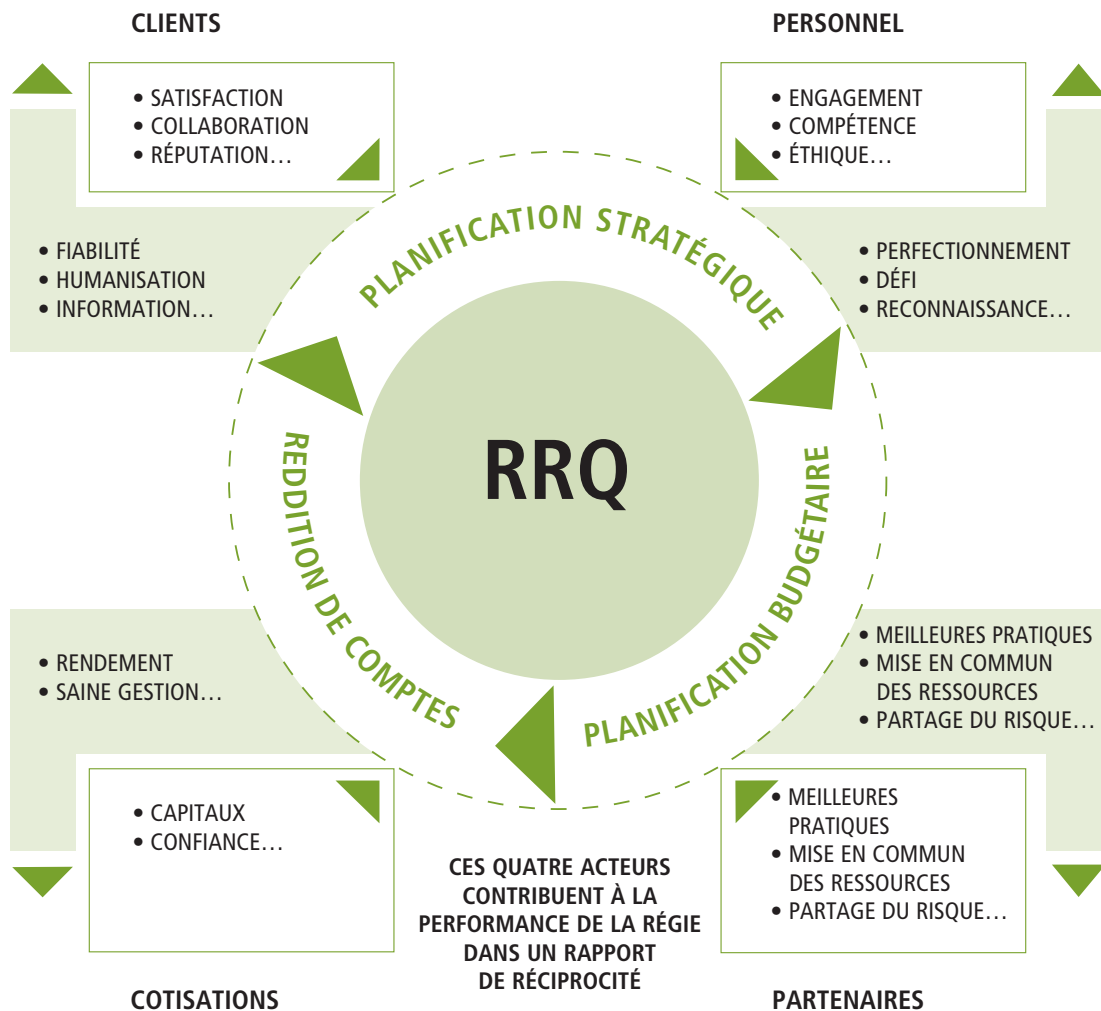 CLIENTS
• SATISFACTION
• COLLABORATION
• RÉPUTATION…
• FIABILITÉ
• HUMANISATION
• INFORMATION…
PERSONNEL
• ENGAGEMENT
• COMPÉTENCE
• ÉTHIQUE…
• PERFECTIONNEMENT
• DÉFI
• RECONNAISSANCE…
PLANIFICATION STRATÉGIQUE
RRQ
REDDITION DE COMPTES
PLANIFICATION BUDGÉTAIRE
• RENDEMENT
• SAINE GESTION…
• CAPITAUX
• CONFIANCE…
COTISATIONS
CES QUATRE ACTEURS
CONTRIBUENT À LA
PERFORMANCE DE LA RÉGIE
DANS UN RAPPORT
DE RÉCIPROCITÉ
• MEILLEURES PRATIQUES
• MISE EN COMMUN
DES RESSOURCES
• PARTAGE DU RISQUE…
• MEILLEURES
PRATIQUES
• MISE EN COMMUN
DES RESSOURCES
• PARTAGE DU RISQUE…
PARTENAIRES